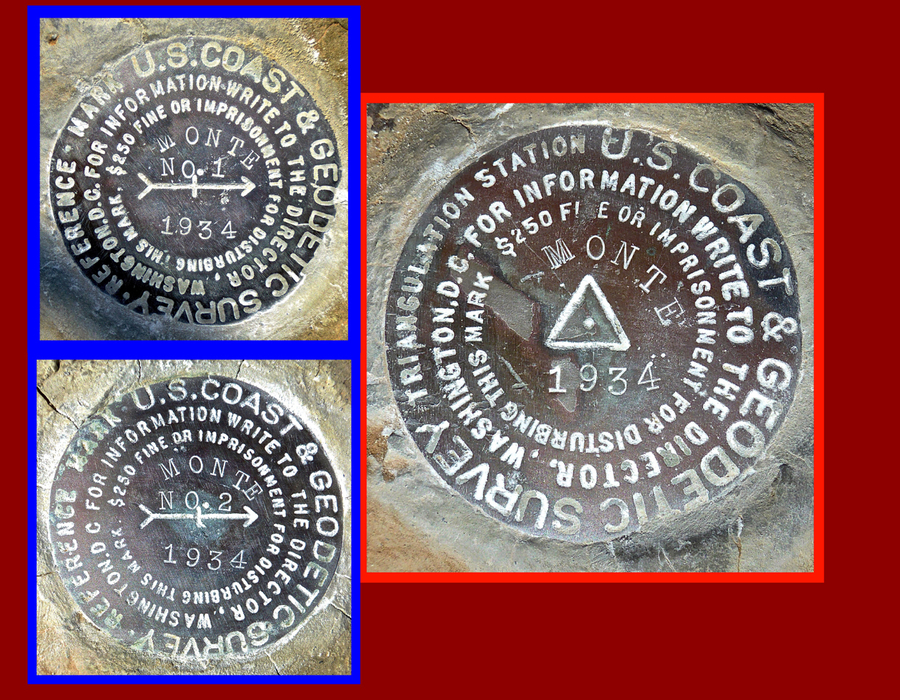 U.S. COAST & GEODETIC SURVEY · REFERENCE · MARK
FOR INFORMATION WRITE TO THE DIRECTOR, WASHINGTON, D.C.
$250 FINE OR IMPRISONMENT FOR DISTURBING THIS MARK.
MONTE
NO. 1
1934
U.S. COAST & GEODETIC SURVEY · REFERENCE MARK
FOR INFORMATION WRITE TO THE DIRECTOR, WASHINGTON D.C
$250 FINE OR IMPRISONMENT FOR DISTURBING THIS MARK.
MONTE
NO. 2
1934
U.S. COAST & GEODETIC SURVEY
TRIANGULATION STATION
FOR INFORMATION WRITE TO THE DIRECTOR, WASHINGTON, D.C.
$250 FINE OR IMPRISONMENT FOR DISTURBING THIS MARK
MONTE
1934